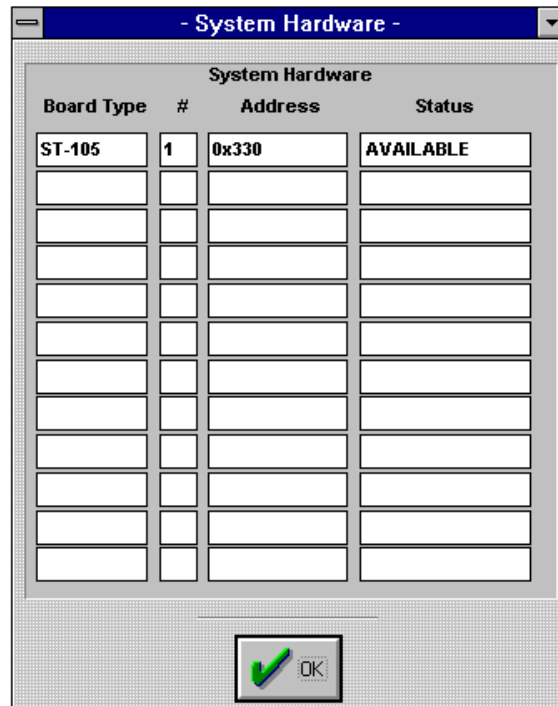 - System Hardware -
System Hardware
Board Type # Address Status
ST-105 1 0x330 AVAILABLE
OK